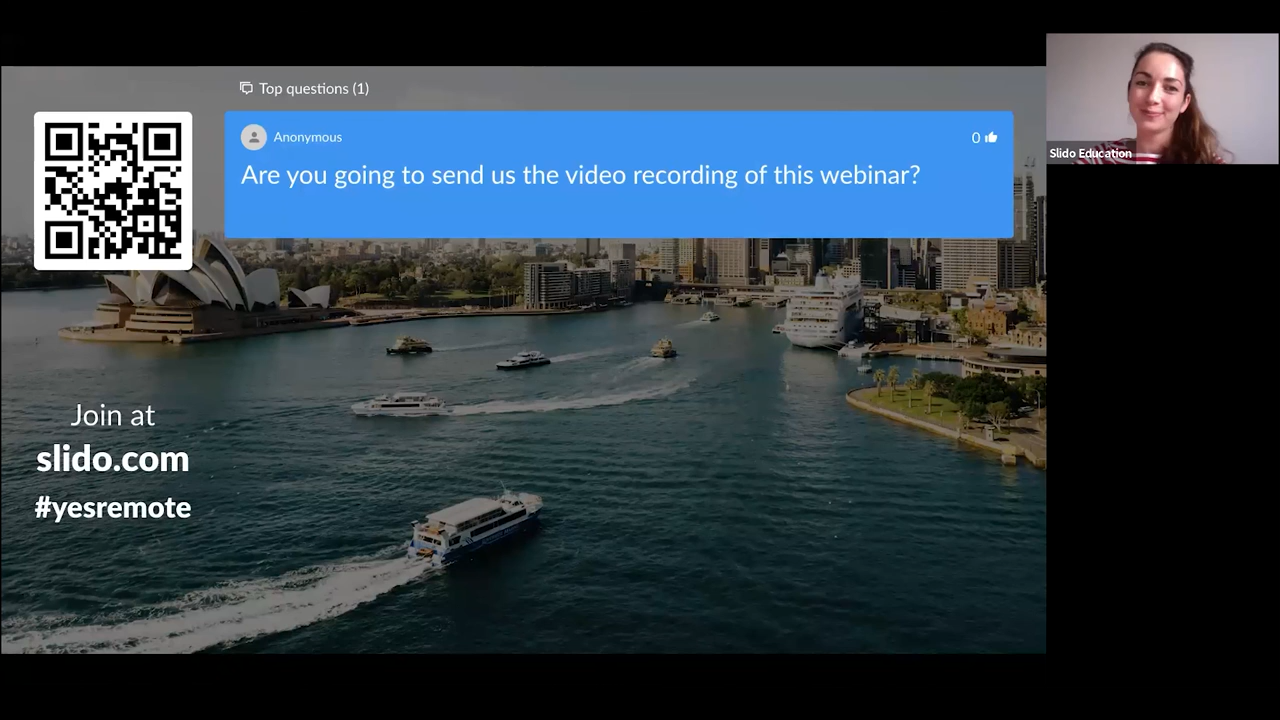 Top questions (1)
Anonymous
0
Are you going to send us the video recording of this webinar?
Join at
slido.com
#yesremote
Slido Education